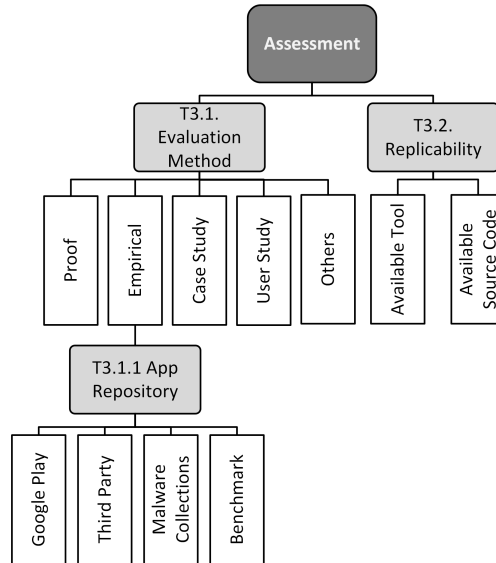 Assessment
T3.1.
Evaluation
Method
T3.2.
Replicability
Proof
Empirical
Case Study
User Study
Others
Available Tool
Available
Source Code
T3.1.1 App
Repository
Google Play
Third Party
Malware
Collections
Benchmark